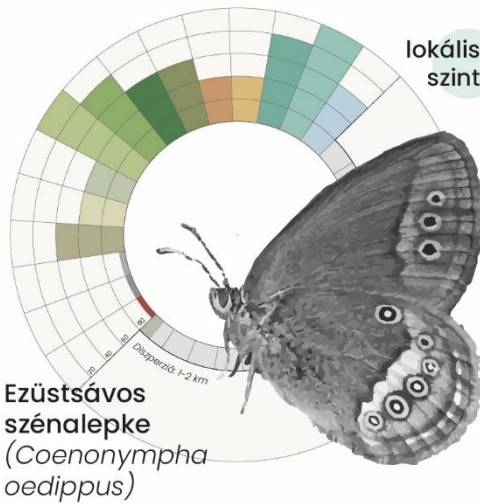 lokális
szint
20
40
60
80
Diszperzió: 1-2 km
Ezüstsávos
szénalepke
(Coenonympha
oedippus)